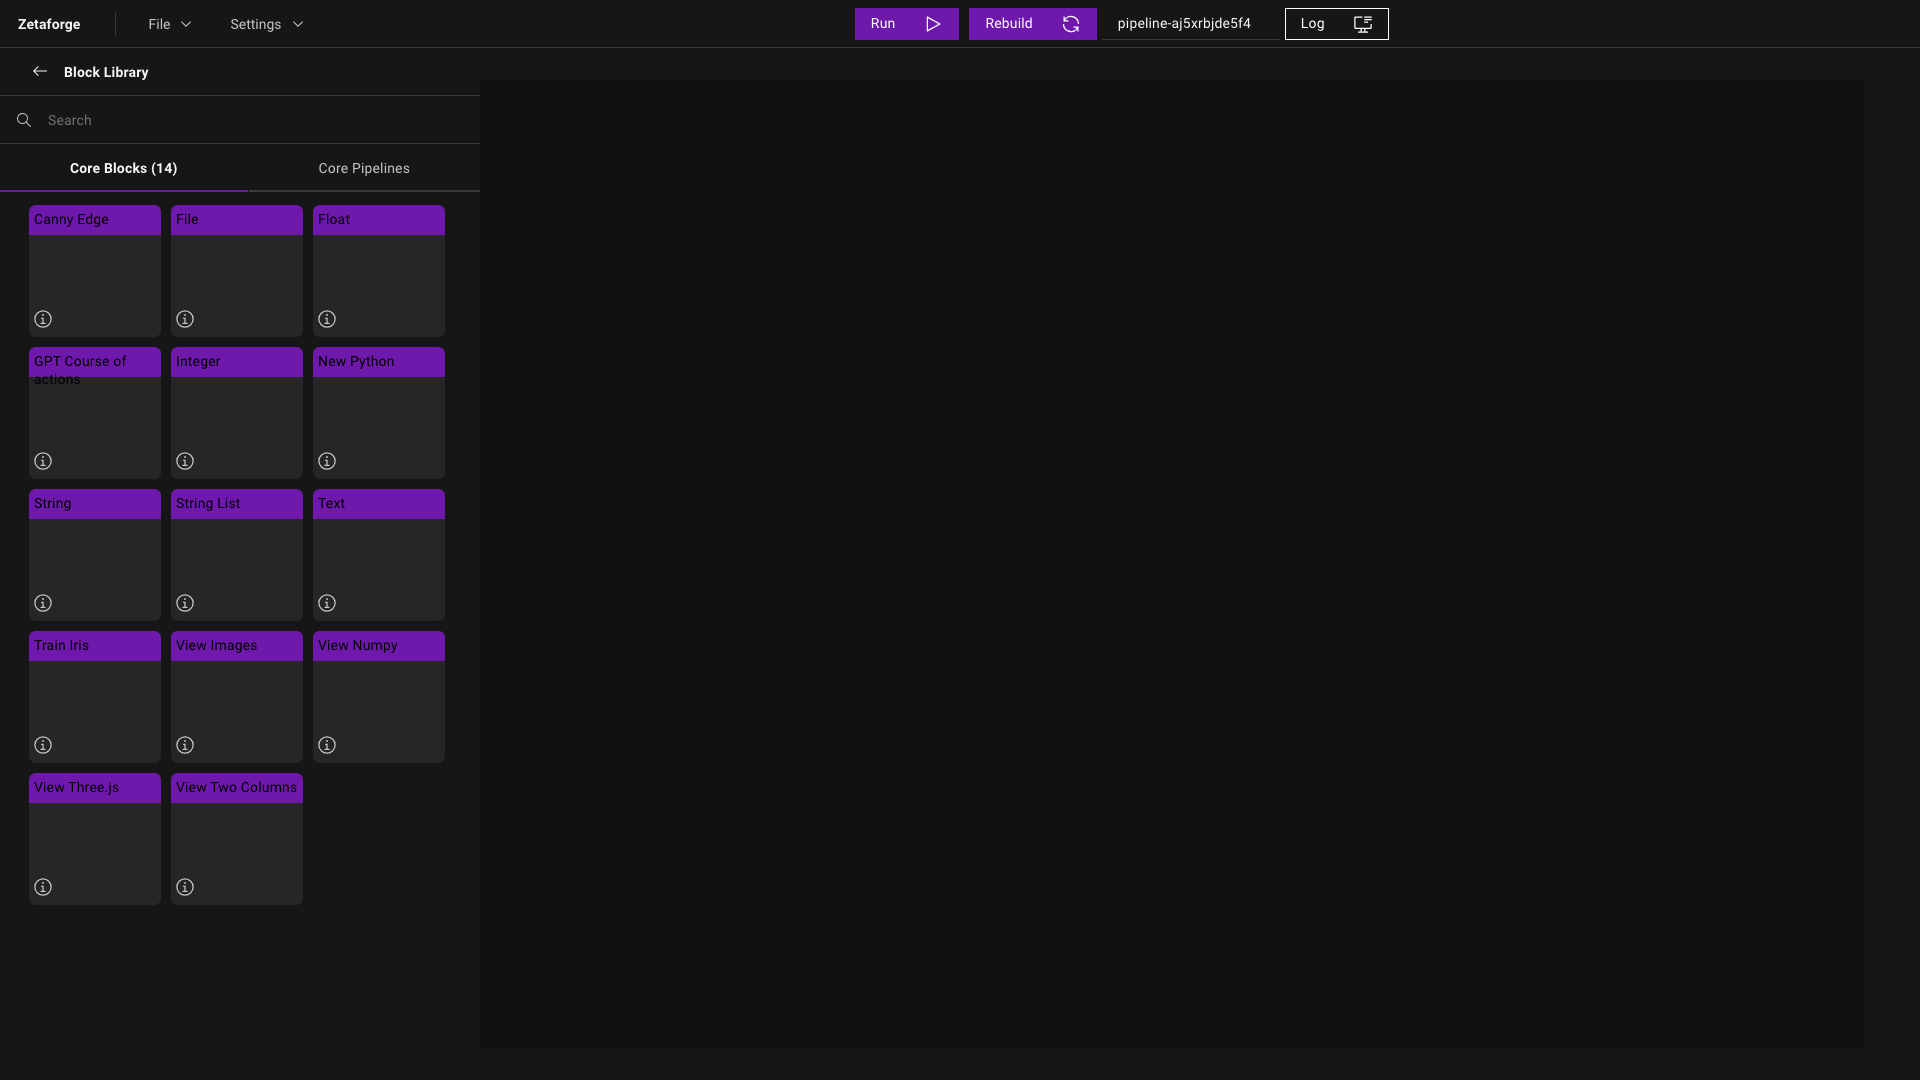 Zetaforge
File
Settings
Run
Rebuild
pipeline-aj5xrbjde5f4
Log
Block Library
Search
Core Blocks (14)
Core Pipelines
Canny Edge
File
Float
GPT Course of
actions
Integer
New Python
String
String List
Text
Train Iris
View Images
View Numpy
View Three.js
View Two Columns